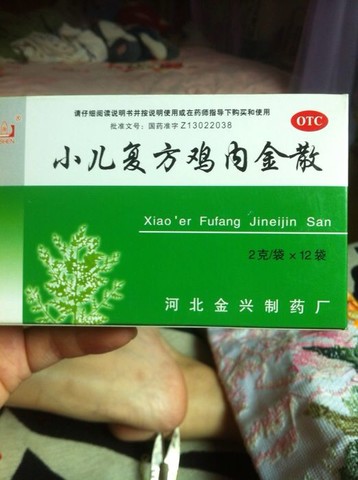 请仔细阅读说明书并按说明使用或在药师指导下购买和使用
批准文号：国药准字Z13022038
OTC
小儿复方鸡内金散
Xiao'er Fufang Jineijin San
2克/袋×12袋
河北金兴制药厂